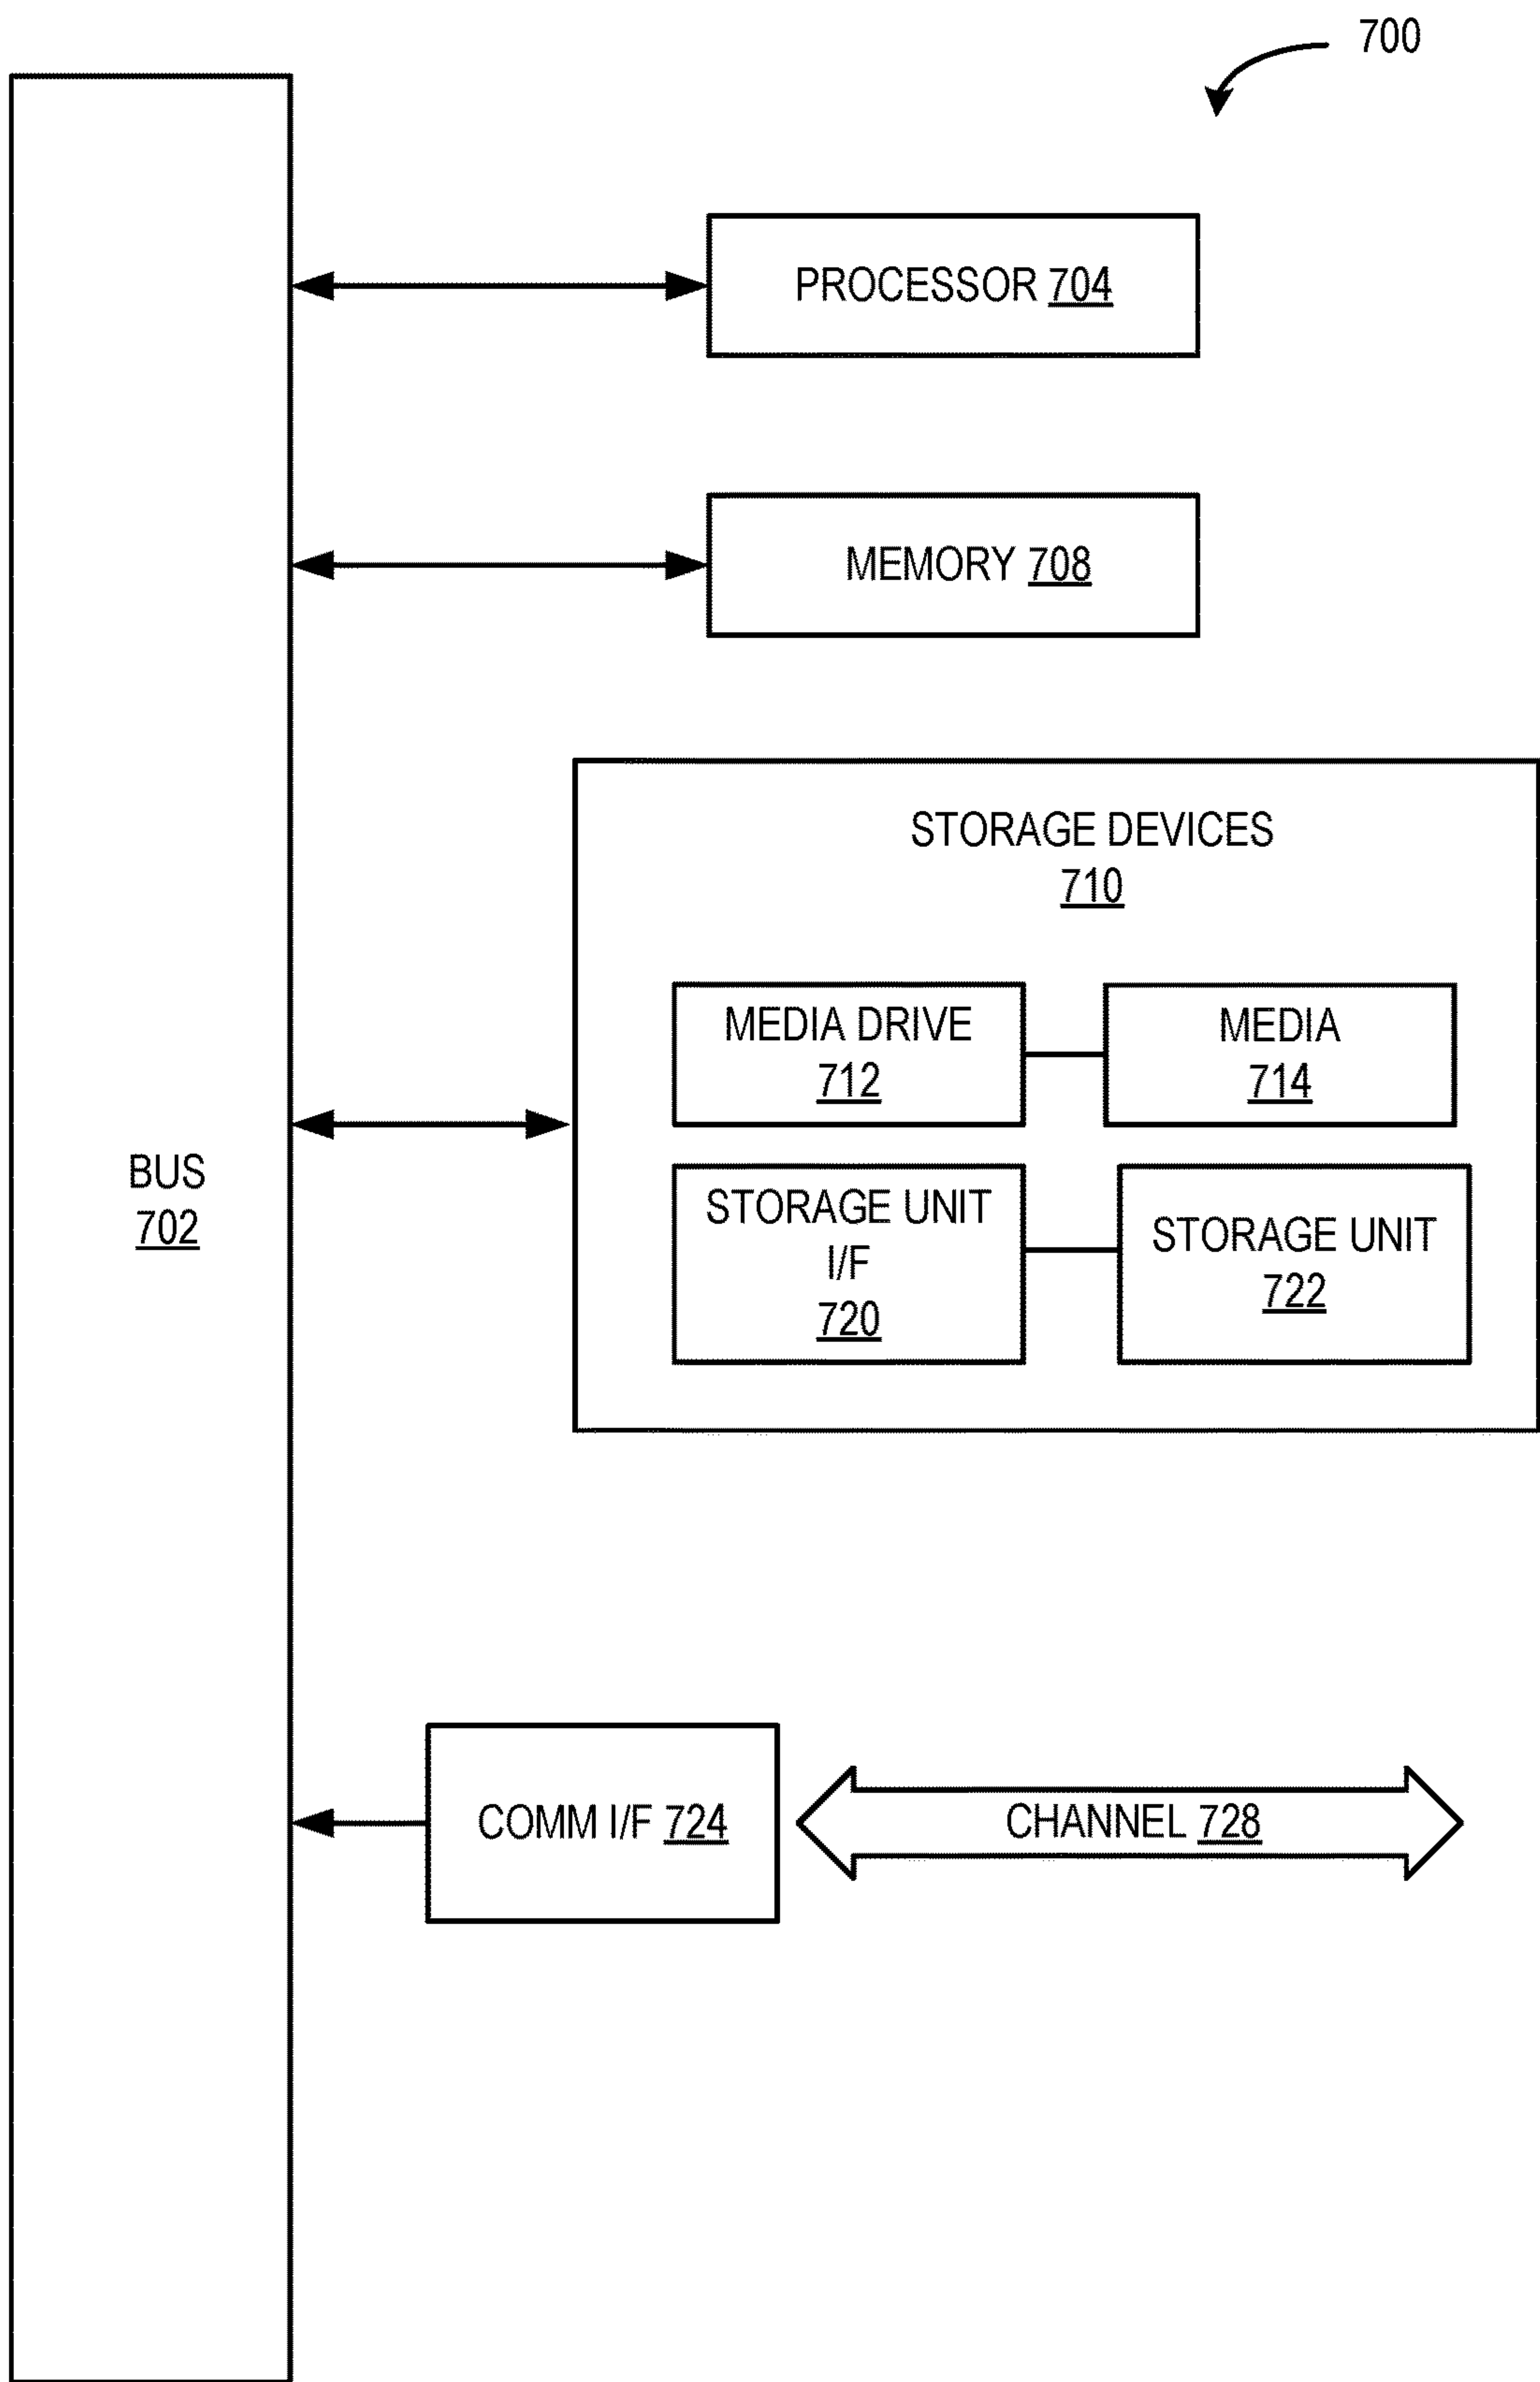 700
PROCESSOR 704
MEMORY 708
STORAGE DEVICES
710
MEDIA DRIVE
712
MEDIA
714
BUS
702
STORAGE UNIT
I/F
720
STORAGE UNIT
722
COMM I/F 724
CHANNEL 728